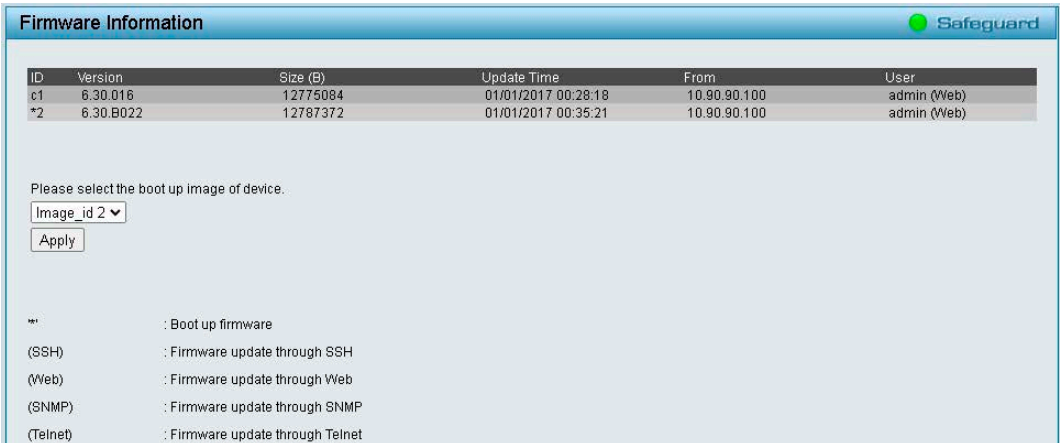 Firmware Information
Safeguard
ID Version Size (B) Update Time From User
c1 6.30.016 12775084 01/01/2017 00:28:18 10.90.90.100 admin (Web)
*2 6.30.B022 12787372 01/01/2017 00:35:21 10.90.90.100 admin (Web)
Please select the boot up image of device.
Image_id 2
Apply
'*' : Boot up firmware
(SSH) : Firmware update through SSH
(Web) : Firmware update through Web
(SNMP) : Firmware update through SNMP
(Telnet) : Firmware update through Telnet